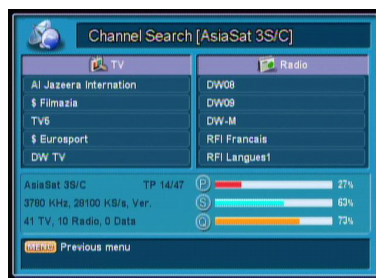 Channel Search [AsiaSat 3S/C]
TV
Radio
Al Jazeera Internation
DW08
$ Filmazia
DW09
TV5
DW-M
$ Eurosport
RFI Francais
DW TV
RFI Langues1
AsiaSat 3S/C TP 14/47
P 27%
3780 KHz, 28100 KS/s, Ver.
S 63%
41 TV, 10 Radio, 0 Data
Q 73%
MENU Previous menu